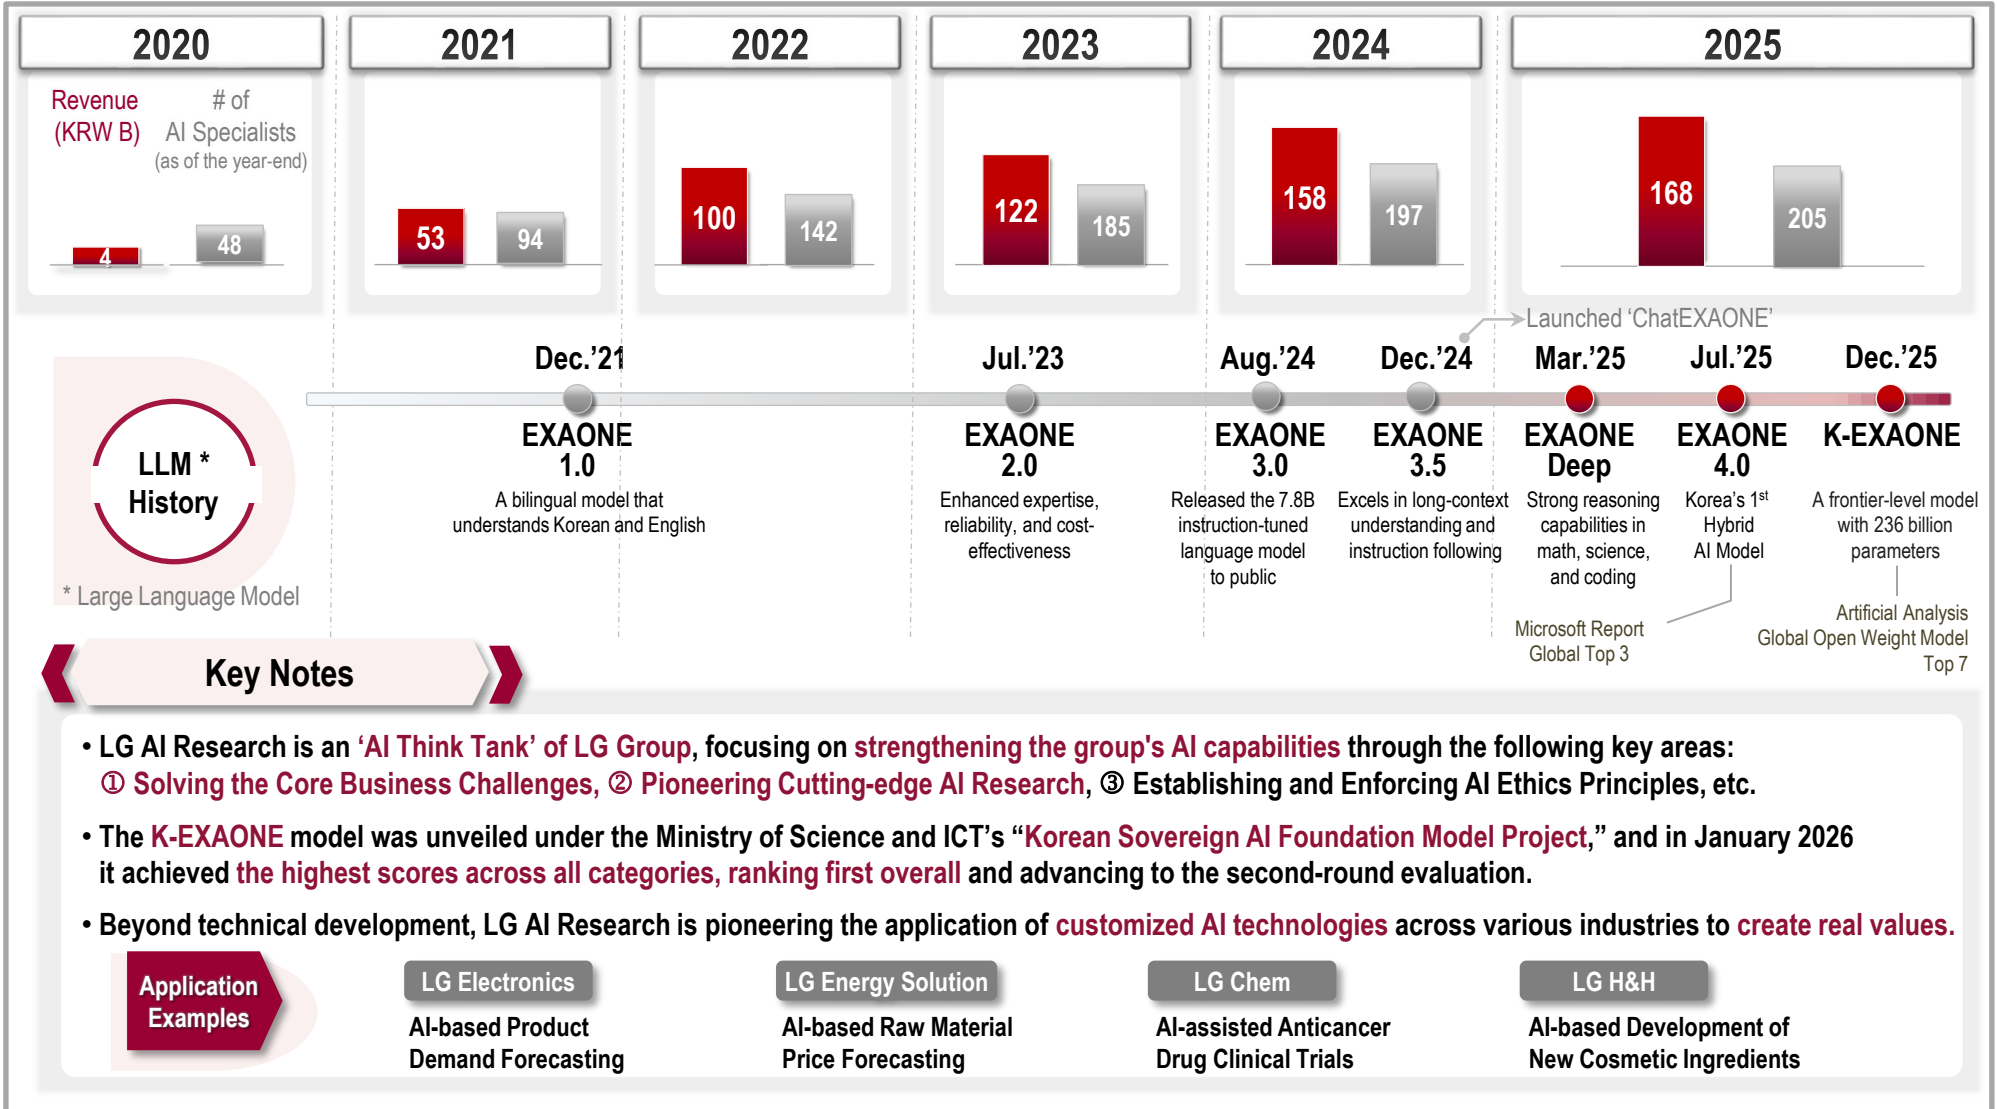 2020
2021
2022
2023
2024
2025
Revenue
(KRW B)
# of
AI Specialists
(as of the year-end)
4
48
53
94
100
142
122
185
158
197
168
205
Launched ‘ChatEXAONE’
LLM *
History
* Large Language Model
Dec.’21
EXAONE
1.0
A bilingual model that
understands Korean and English
Jul.’23
EXAONE
2.0
Enhanced expertise,
reliability, and cost-
effectiveness
Aug.’24
EXAONE
3.0
Released the 7.8B
instruction-tuned
language model
to public
Dec.’24
EXAONE
3.5
Excels in long-context
understanding and
instruction following
Mar.’25
EXAONE
Deep
Strong reasoning
capabilities in
math, science,
and coding
Jul.’25
EXAONE
4.0
Korea’s 1st
Hybrid
AI Model
Microsoft Report
Global Top 3
Dec.’25
K-EXAONE
A frontier-level model
with 236 billion
parameters
Artificial Analysis
Global Open Weight Model
Top 7
Key Notes
• LG AI Research is an ‘AI Think Tank’ of LG Group, focusing on strengthening the group's AI capabilities through the following key areas:
① Solving the Core Business Challenges, ② Pioneering Cutting-edge AI Research, ③ Establishing and Enforcing AI Ethics Principles, etc.
• The K-EXAONE model was unveiled under the Ministry of Science and ICT’s “Korean Sovereign AI Foundation Model Project,” and in January 2026
it achieved the highest scores across all categories, ranking first overall and advancing to the second-round evaluation.
• Beyond technical development, LG AI Research is pioneering the application of customized AI technologies across various industries to create real values.
Application
Examples
LG Electronics
AI-based Product
Demand Forecasting
LG Energy Solution
AI-based Raw Material
Price Forecasting
LG Chem
AI-assisted Anticancer
Drug Clinical Trials
LG H&H
AI-based Development of
New Cosmetic Ingredients